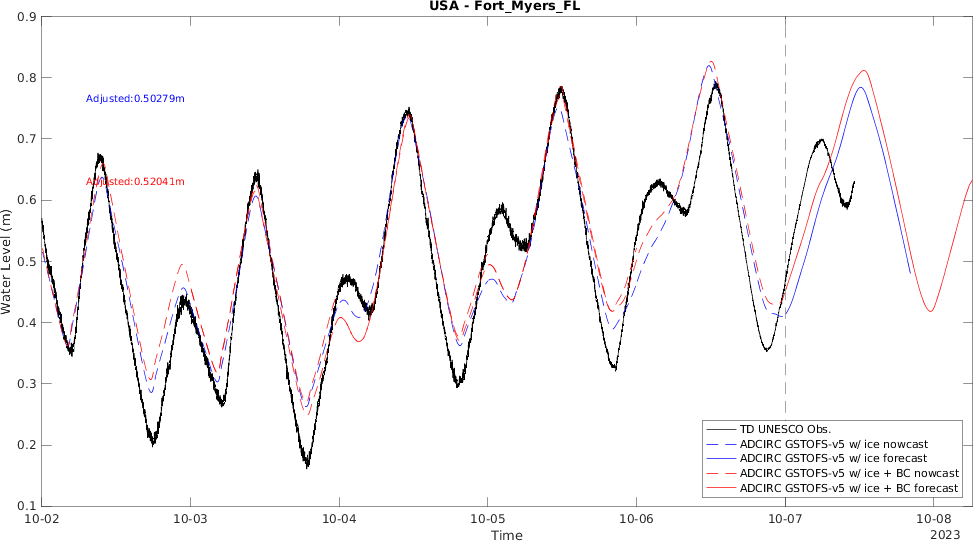 USA - Fort_Myers_FL
0.9
0.8
Adjusted:0.50279m
0.7
Adjusted:0.52041m
0.6
0.5
0.4
0.3
0.2
0.1
Water Level (m)
TD UNESCO Obs.
ADCIRC GSTOFS-v5 w/ ice nowcast
ADCIRC GSTOFS-v5 w/ ice forecast
ADCIRC GSTOFS-v5 w/ ice + BC nowcast
ADCIRC GSTOFS-v5 w/ ice + BC forecast
10-02 10-03 10-04 10-05 10-06 10-07 10-08
Time 2023